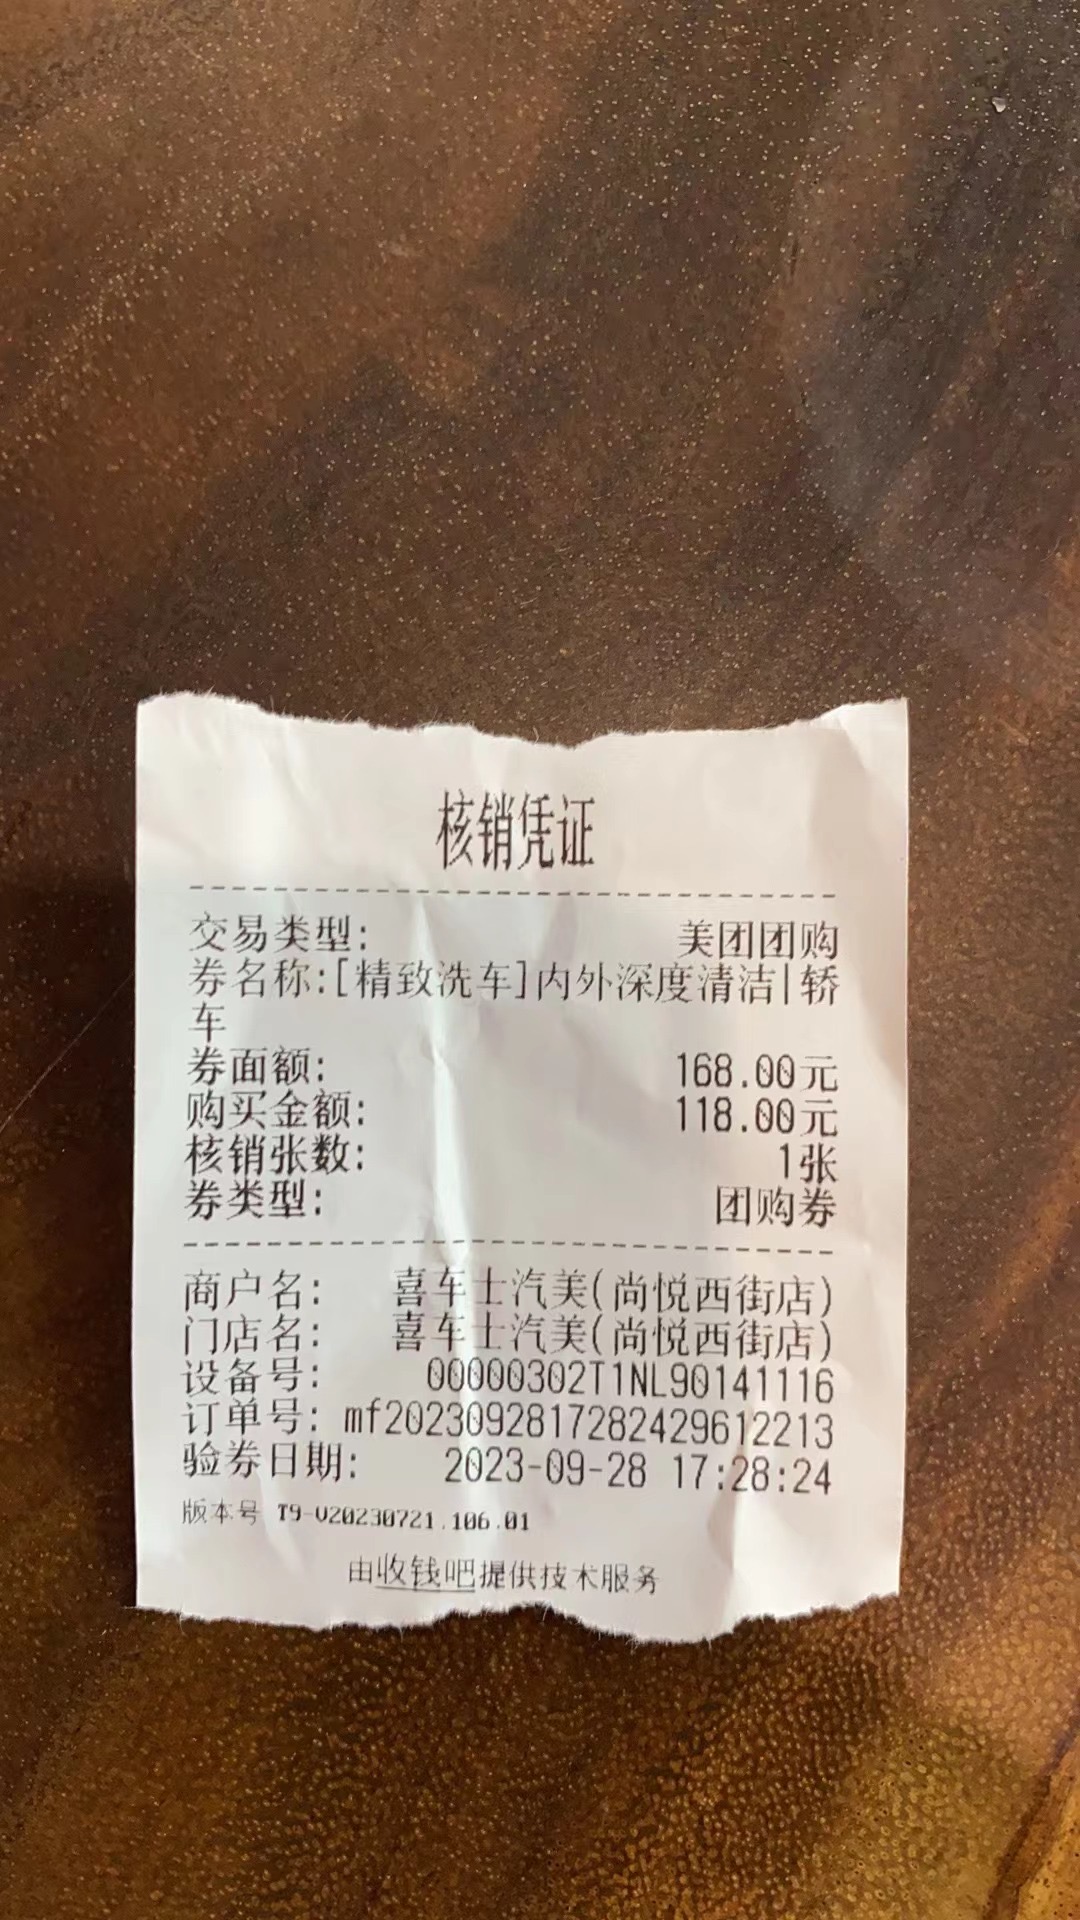 核销凭证
交易类型: 美团团购
券名称:[精致洗车]内外深度清洁|轿
车
券面额: 168.00元
购买金额: 118.00元
核销张数: 1张
券类型: 团购券
商户名: 喜车士汽美(尚悦西街店)
门店名: 喜车士汽美(尚悦西街店)
设备号: 00000302T1NL90141116
订单号: mf2023092817282429612213
验券日期: 2023-09-28 17:28:24
版本号 T9-V20230721.106.01
由收钱吧提供技术服务